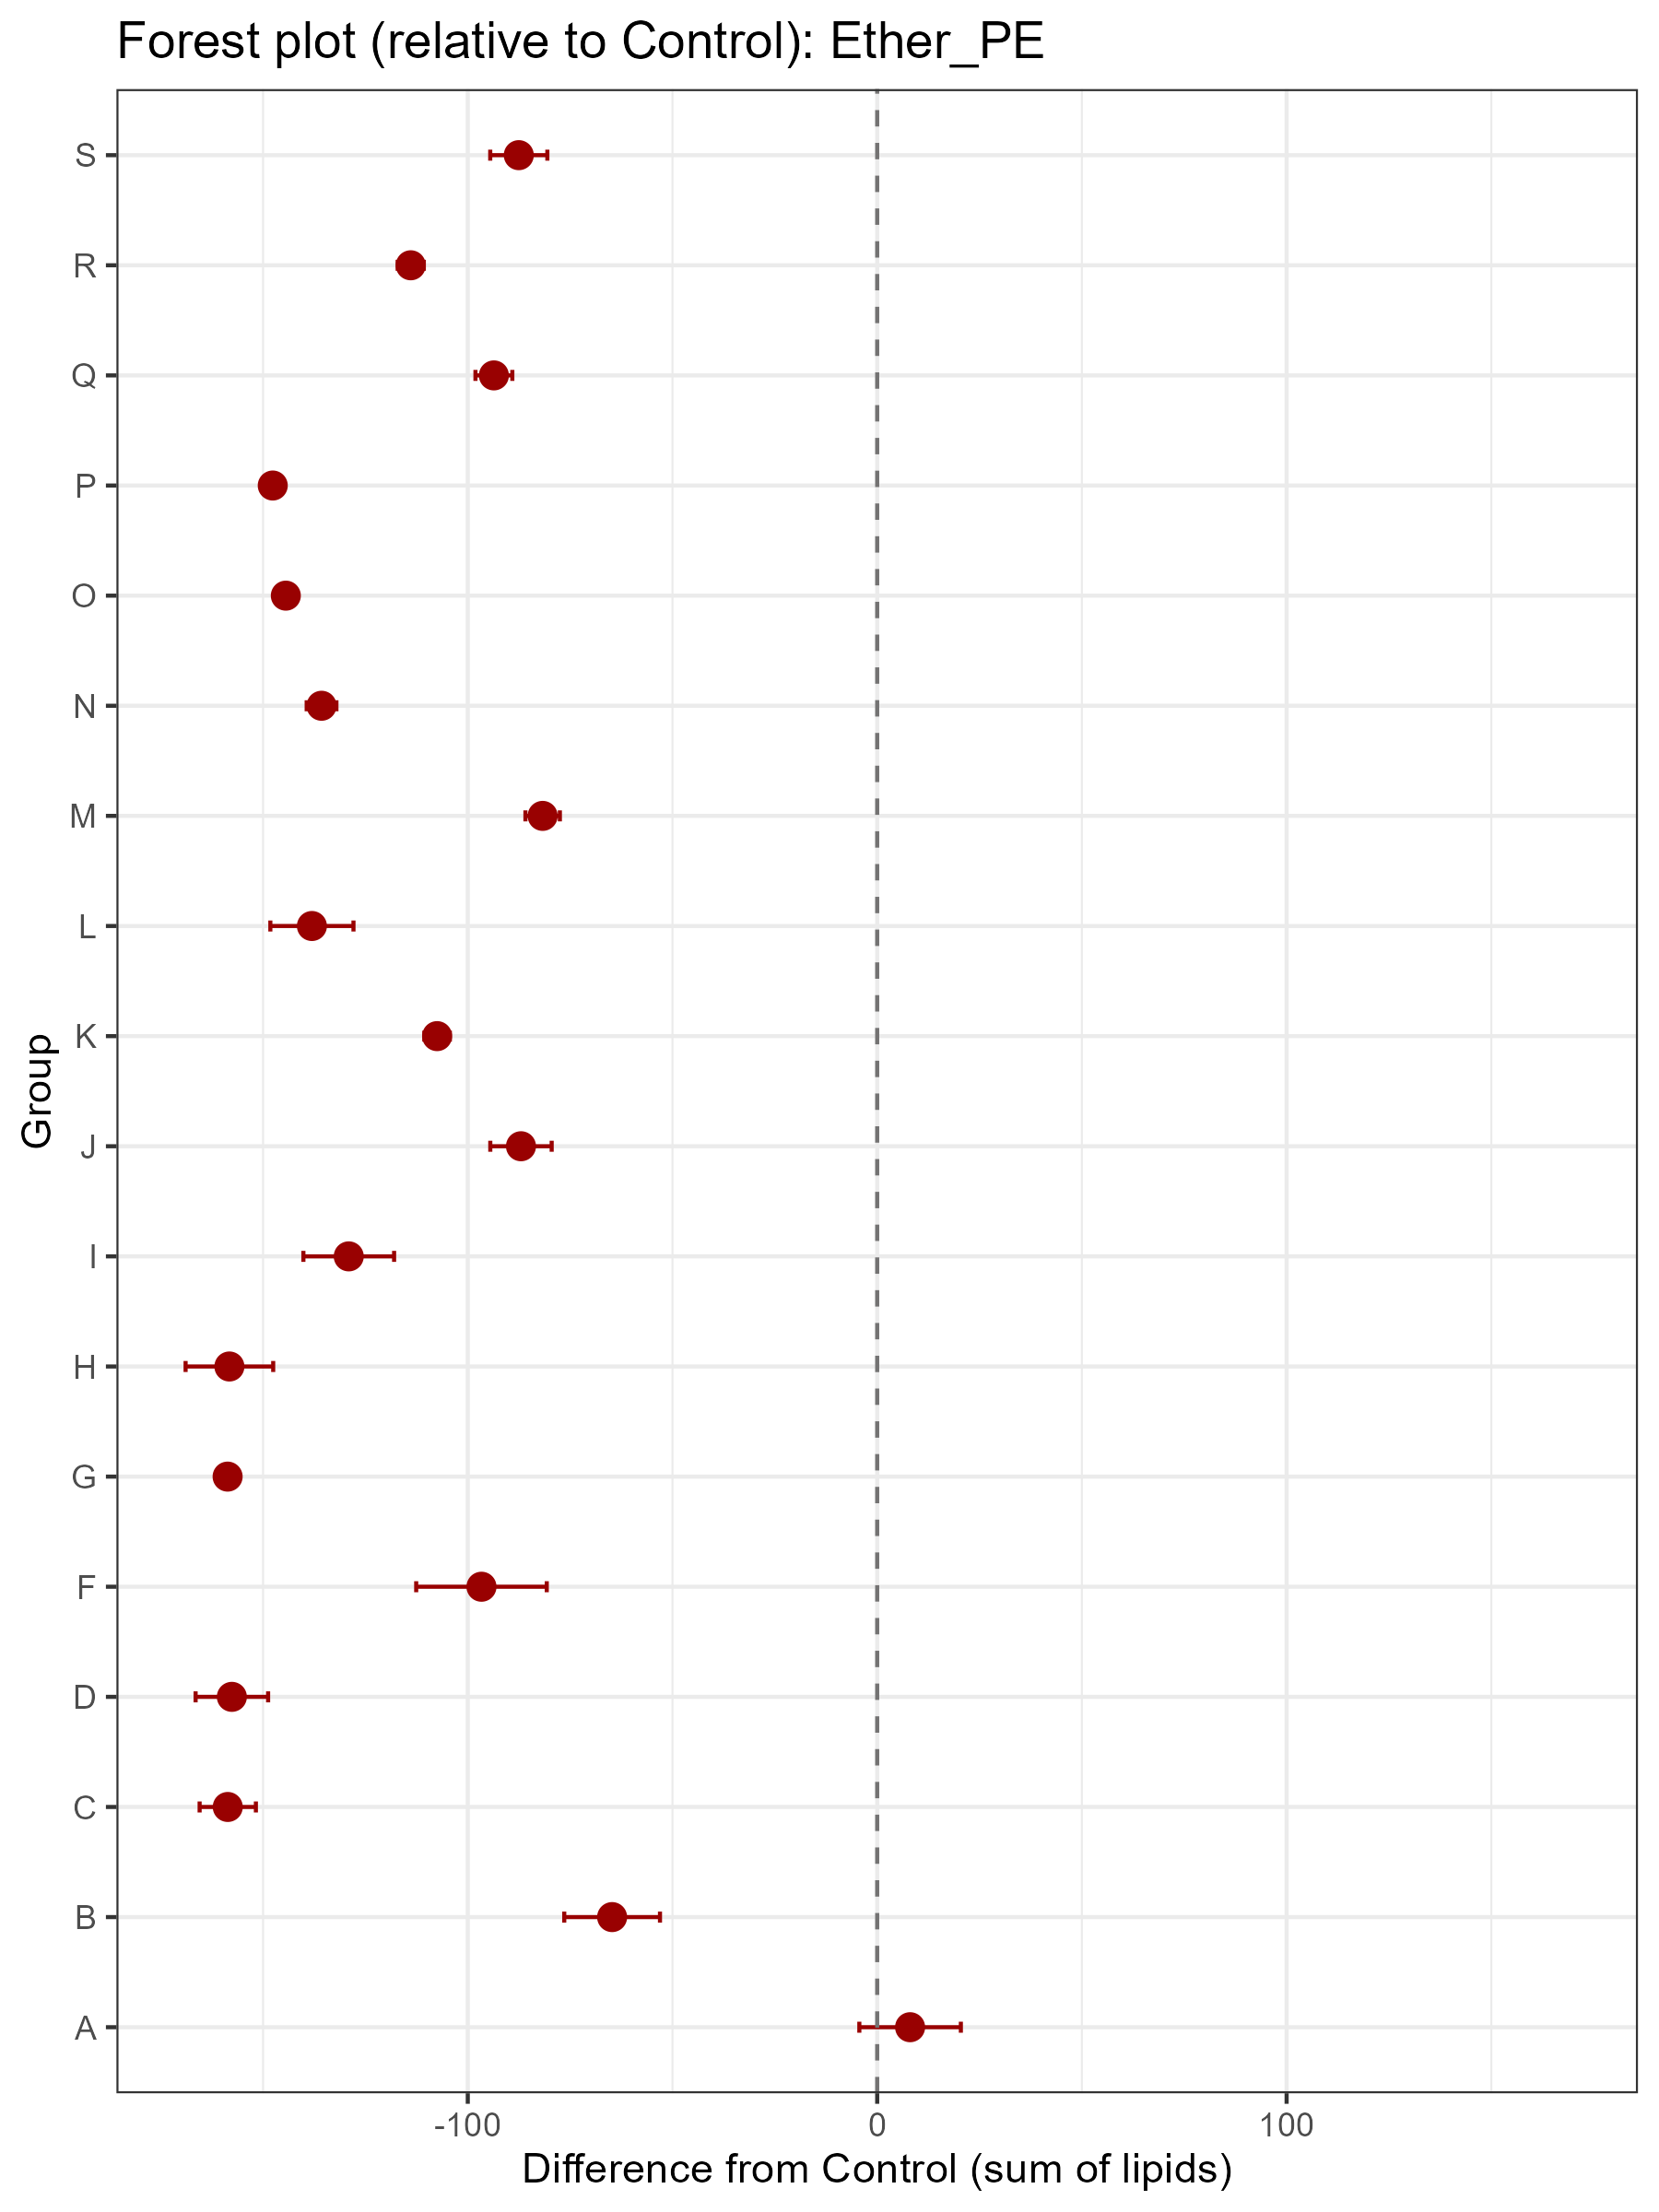 Forest plot (relative to Control): Ether_PE
S
R
Q
P
O
N
M
L
K
J
I
H
G
F
D
C
B
A
Group
-100 0 100
Difference from Control (sum of lipids)